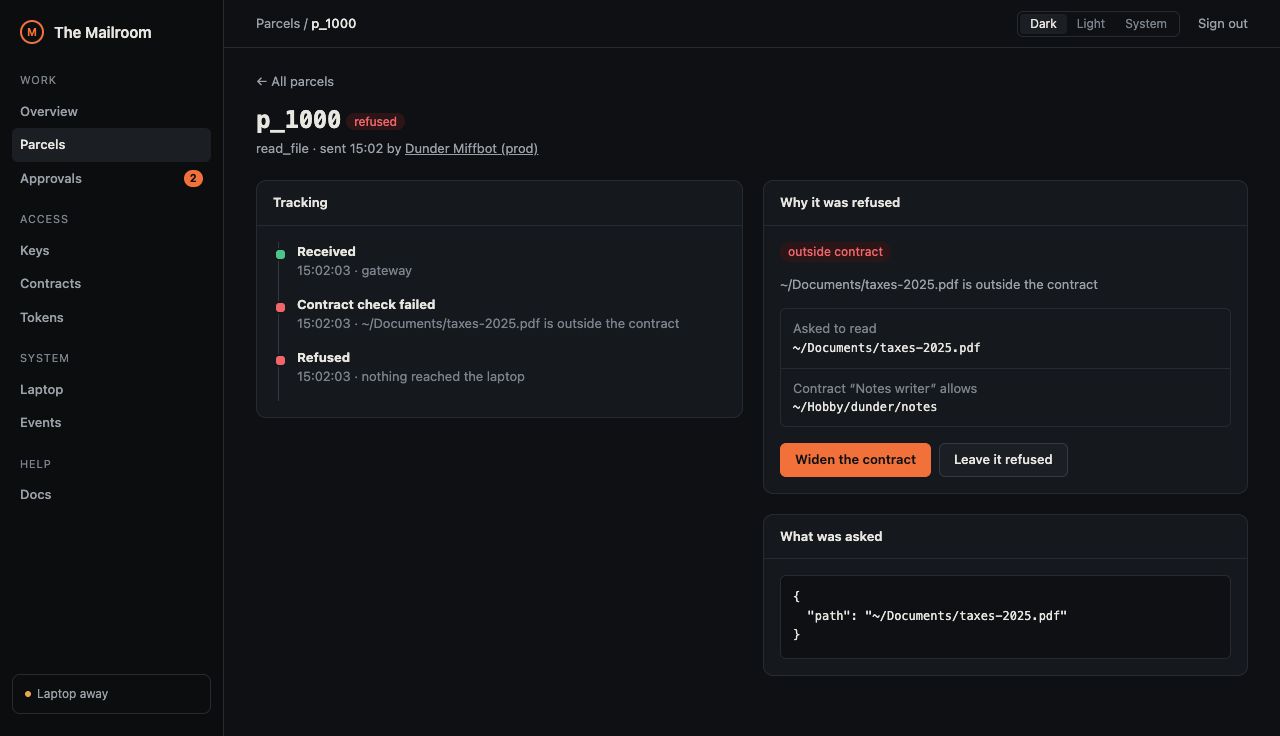 M The Mailroom
WORK
Overview
Parcels
Approvals 2
ACCESS
Keys
Contracts
Tokens
SYSTEM
Laptop
Events
HELP
Docs
Laptop away
Parcels / p_1000
Dark Light System Sign out
← All parcels
p_1000 refused
read_file · sent 15:02 by Dunder Miffbot (prod)
Tracking
Received
15:02:03 · gateway
Contract check failed
15:02:03 · ~/Documents/taxes-2025.pdf is outside the contract
Refused
15:02:03 · nothing reached the laptop
Why it was refused
outside contract
~/Documents/taxes-2025.pdf is outside the contract
Asked to read
~/Documents/taxes-2025.pdf
Contract “Notes writer” allows
~/Hobby/dunder/notes
Widen the contract Leave it refused
What was asked
{
  "path": "~/Documents/taxes-2025.pdf"
}